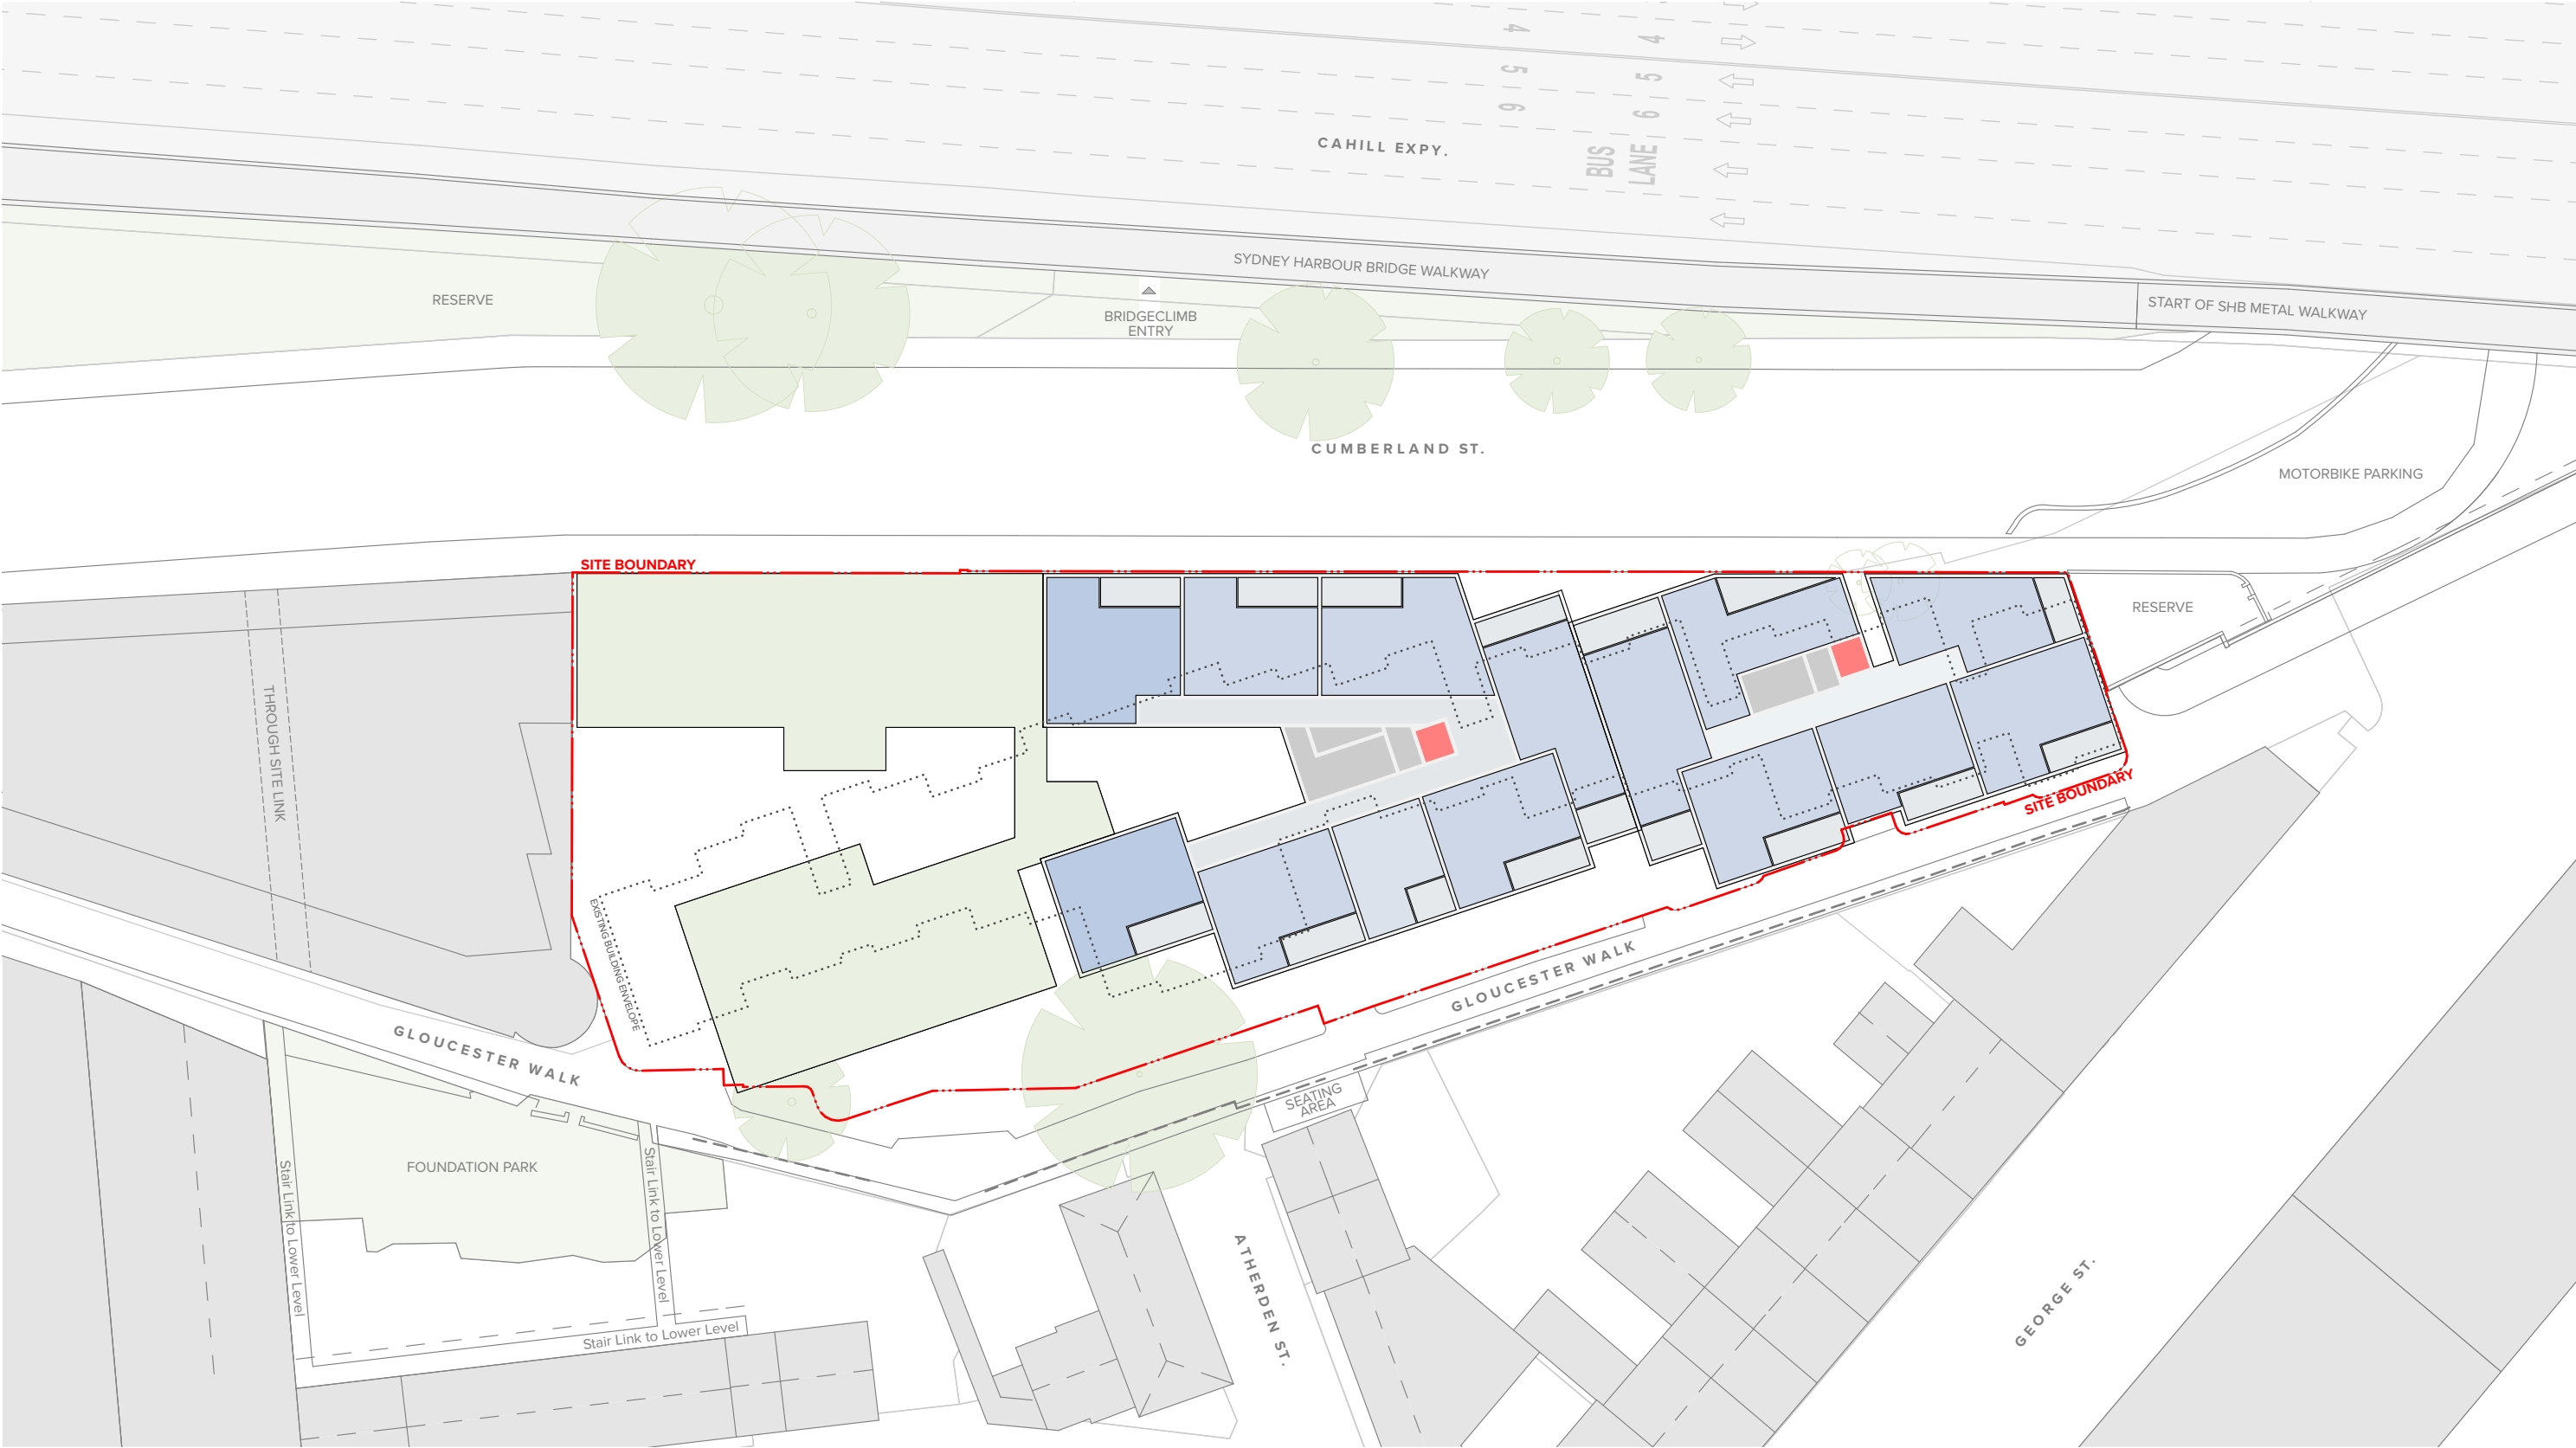 4
4
5
5
6
6
BUS
LANE
CAHILL EXPY.
SYDNEY HARBOUR BRIDGE WALKWAY
START OF SHB METAL WALKWAY
RESERVE
BRIDGECLIMB
ENTRY
CUMBERLAND ST.
MOTORBIKE PARKING
SITE BOUNDARY
RESERVE
THROUGH SITE LINK
SITE BOUNDARY
EXISTING BUILDING ENVELOPE
GLOUCESTER WALK
GLOUCESTER WALK
SEATING
AREA
FOUNDATION PARK
Stair Link to Lower Level
Stair Link to Lower Level
Stair Link to Lower Level
ATHERDEN ST.
GEORGE ST.